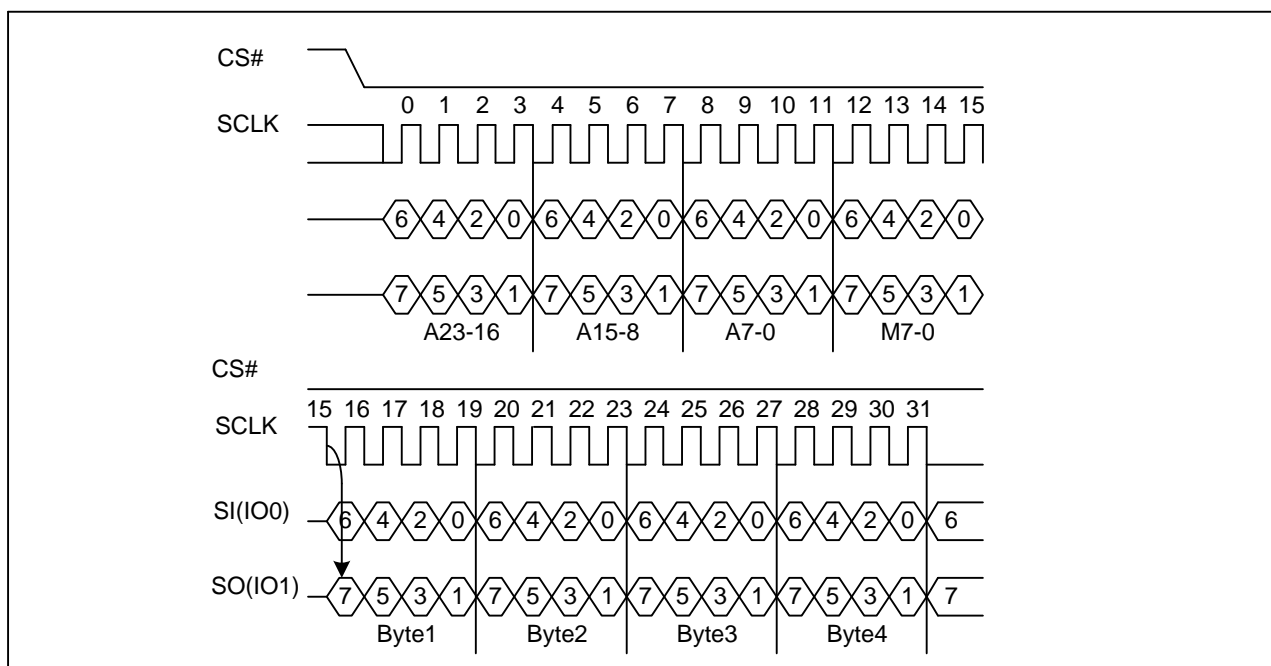 CS#
0 1 2 3 4 5 6 7 8 9 10 11 12 13 14 15
SCLK
6 4 2 0 6 4 2 0 6 4 2 0 6 4 2 0
7 5 3 1 7 5 3 1 7 5 3 1 7 5 3 1
A23-16 A15-8 A7-0 M7-0
CS#
15 16 17 18 19 20 21 22 23 24 25 26 27 28 29 30 31
SCLK
SI(IO0) 6 4 2 0 6 4 2 0 6 4 2 0 6 4 2 0 6
SO(IO1) 7 5 3 1 7 5 3 1 7 5 3 1 7 5 3 1 7
Byte1 Byte2 Byte3 Byte4